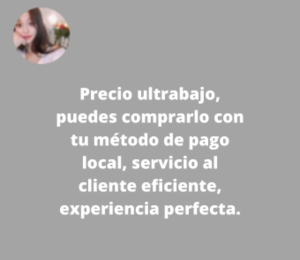 Precio ultrabajo,
puedes comprarlo con
tu método de pago
local, servicio al
cliente eficiente,
experiencia perfecta.